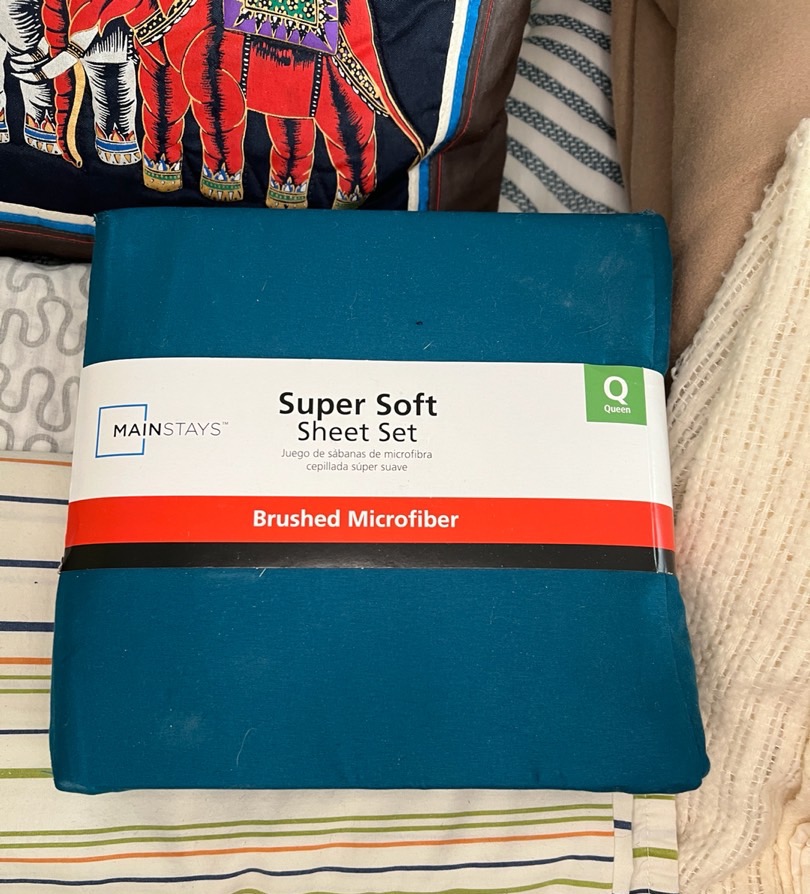 MAINSTAYS™
Super Soft
Sheet Set
Juego de sábanas de microfibra
cepillada súper suave
Q
Queen
Brushed Microfiber